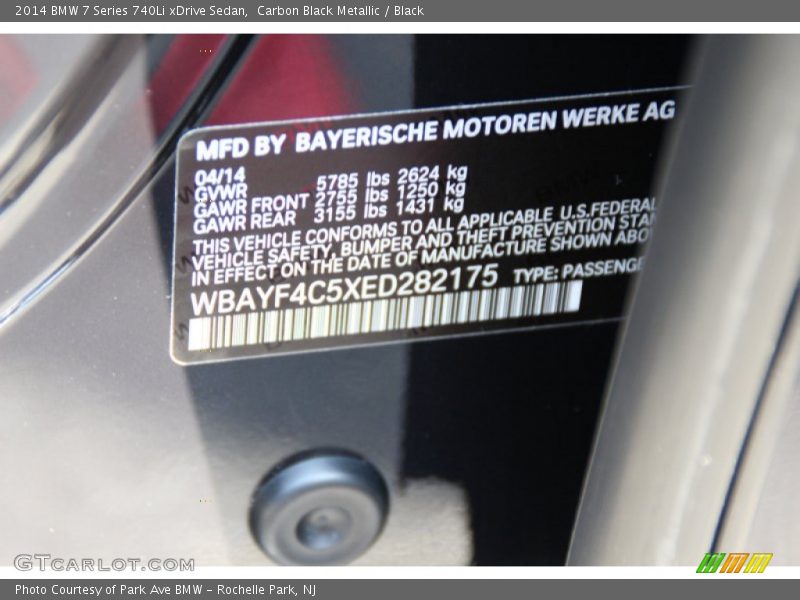 2014 BMW 7 Series 740Li xDrive Sedan,  Carbon Black Metallic / Black
MFD BY BAYERISCHE MOTOREN WERKE AG
04/14
GVWR 5785 lbs 2624 kg
GAWR FRONT 2755 lbs 1250 kg
GAWR REAR 3155 lbs 1431 kg
THIS VEHICLE CONFORMS TO ALL APPLICABLE U.S.FEDERAL
VEHICLE SAFETY, BUMPER AND THEFT PREVENTION STA
IN EFFECT ON THE DATE OF MANUFACTURE SHOWN ABO
WBAYF4C5XED282175 TYPE: PASSENGE
GTCARLOT.COM
Photo Courtesy of Park Ave BMW - Rochelle Park, NJ